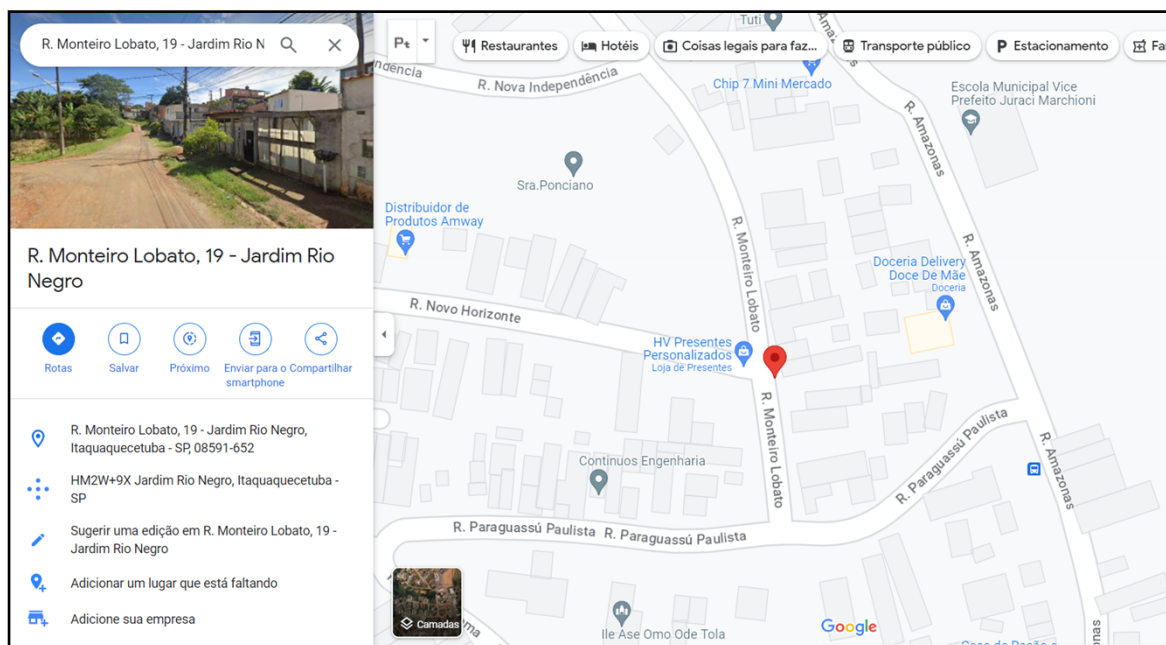 R. Monteiro Lobato, 19 - Jardim Rio N
R. Monteiro Lobato, 19 - Jardim Rio
Negro
Rotas
Salvar
Próximo
Enviar para o
smartphone
Compartilhar
R. Monteiro Lobato, 19 - Jardim Rio Negro,
Itaquaquecetuba - SP, 08591-652
HM2W+9X Jardim Rio Negro, Itaquaquecetuba -
SP
Sugerir uma edição em R. Monteiro Lobato, 19 -
Jardim Rio Negro
Adicionar um lugar que está faltando
Adicione sua empresa
Restaurantes
Hotéis
Coisas legais para faz...
Transporte público
P Estacionamento
Tuti
ndência
R. Nova Independência
Chip 7 Mini Mercado
Escola Municipal Vice
Prefeito Juraci Marchioni
R. Amazonas
Sra.Ponciano
Distribuidor de
Produtos Amway
R. Monteiro Lobato
R. Amazonas
Doceria Delivery
Doce De Mãe
Doceria
R. Novo Horizonte
HV Presentes
Personalizados
Loja de Presentes
R. Monteiro Lobato
R. Paraguassú Paulista
R. Amazonas
Continuos Engenharia
R. Paraguassú Paulista
R. Paraguassú Paulista
Camadas
Ile Ase Omo Ode Tola
Google